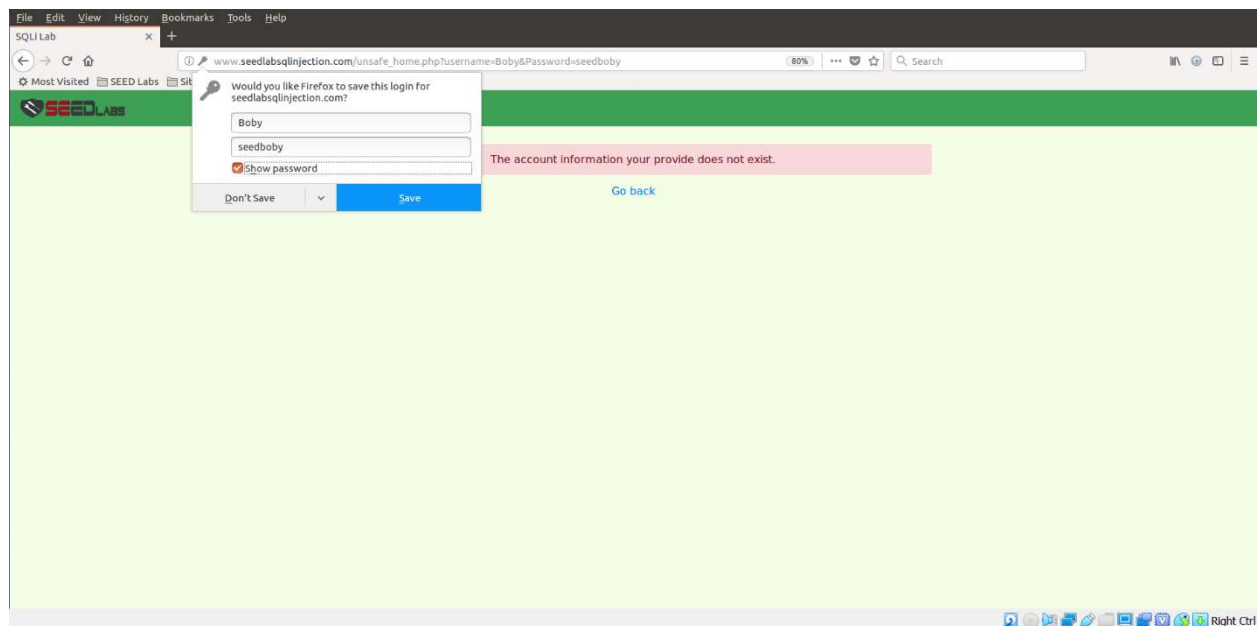 File Edit View History Bookmarks Tools Help
SQLi Lab × +
www.seedlabsqlinjection.com/unsafe_home.php?username=Boby&Password=seedboby 80% Search
Most Visited SEED Labs Sit
Would you like Firefox to save this login for
seedlabsqlinjection.com?
Boby
seedboby
Show password
Don't Save Save
SEEDLABS
The account information your provide does not exist.
Go back
Right Ctrl